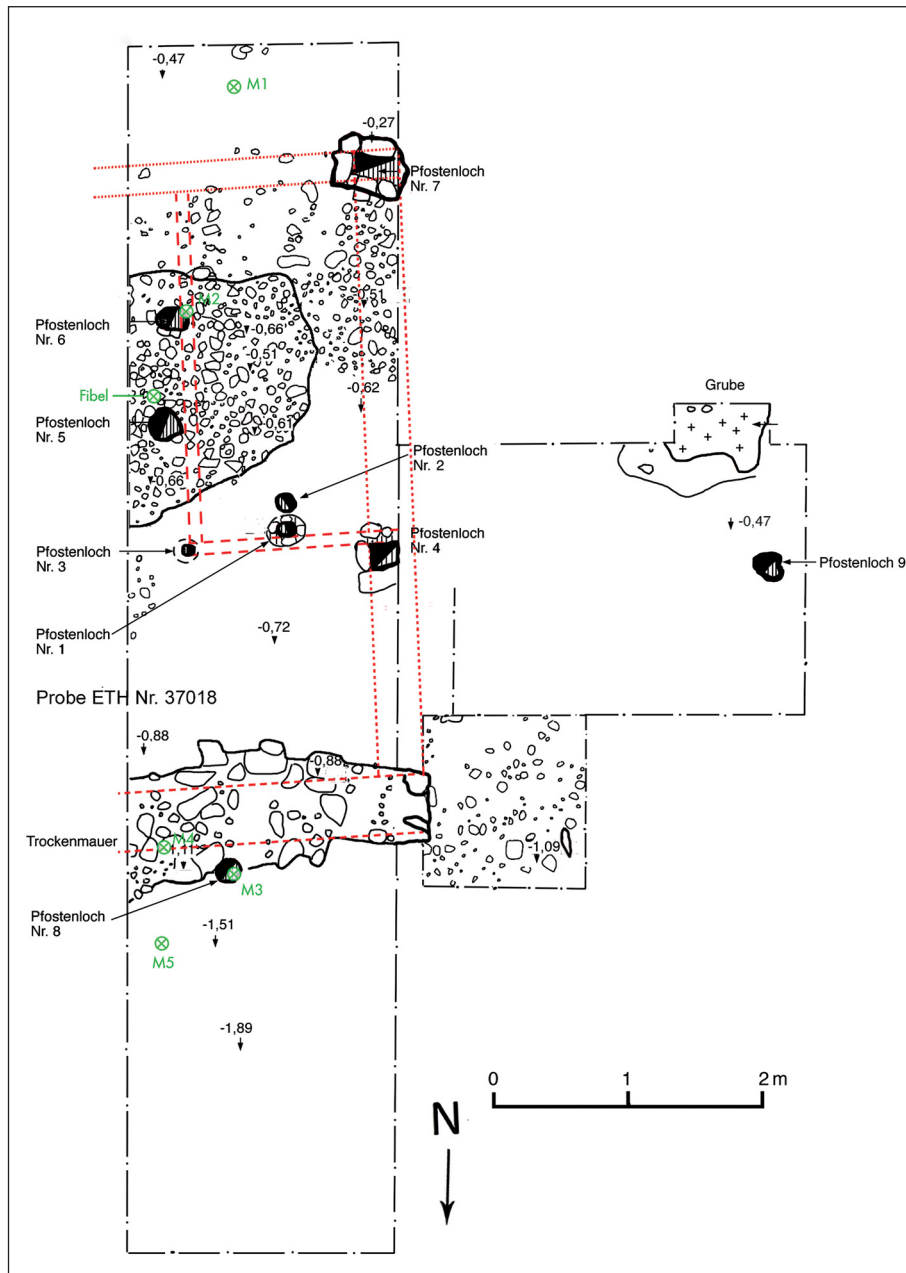 -0,47
M1
-0,27
Pfostenloch
Nr. 7
-0,51
M2
Pfostenloch
Nr. 6
-0,66
-0,51
-0,62
Grube
Fibel
Pfostenloch
Nr. 5
-0,61
-0,66
Pfostenloch
Nr. 2
-0,47
Pfostenloch
Nr. 4
Pfostenloch
Nr. 3
Pfostenloch 9
Pfostenloch
Nr. 1
-0,72
Probe ETH Nr. 37018
-0,88
-0,88
Trockenmauer
M4
-1,09
M3
Pfostenloch
Nr. 8
-1,51
M5
-1,89
0 1 2 m
N